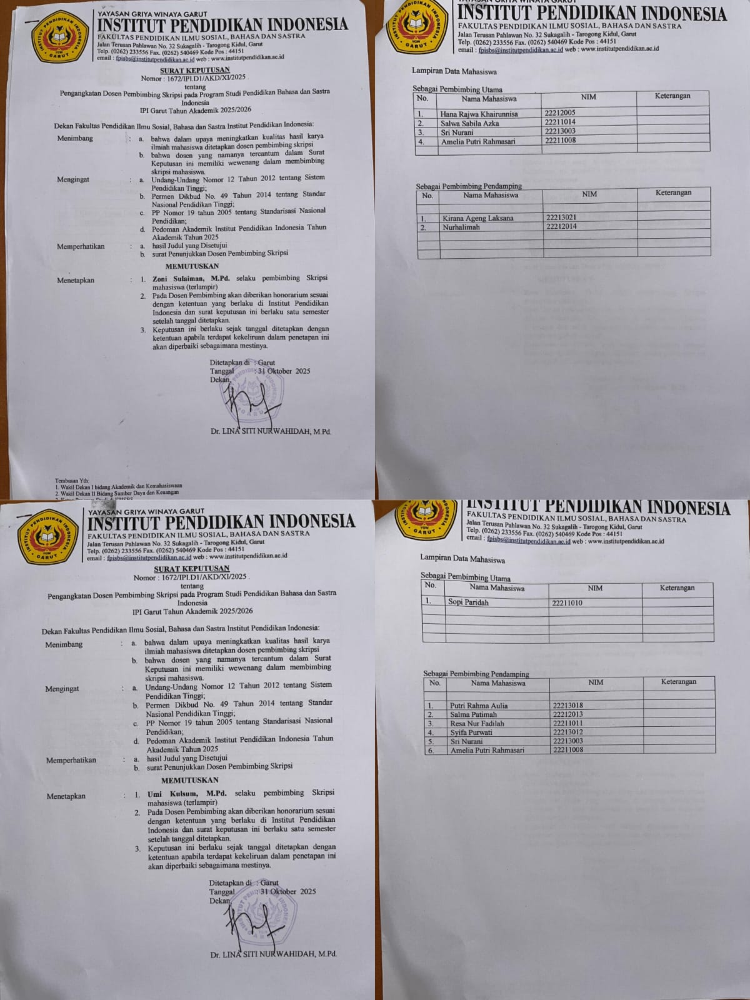 YAYASAN GRIYA WINAYA GARUT
INSTITUT PENDIDIKAN INDONESIA
FAKULTAS PENDIDIKAN ILMU SOSIAL, BAHASA DAN SASTRA
Jalan Terusan Pahlawan No. 32 Sukagalih - Tarogong Kidul, Garut
Telp. (0262) 233556 Fax. (0262) 540469 Kode Pos : 44151
email : fpisbs@institutpendidikan.ac.id web : www.institutpendidikan.ac.id
SURAT KEPUTUSAN
Nomor : 1672/IPI.D1/AKD/XI/2025
tentang
Pengangkatan Dosen Pembimbing Skripsi pada Program Studi Pendidikan Bahasa dan Sastra
Indonesia
IPI Garut Tahun Akademik 2025/2026
Dekan Fakultas Pendidikan Ilmu Sosial, Bahasa dan Sastra Institut Pendidikan Indonesia:
Menimbang : a. bahwa dalam upaya meningkatkan kualitas hasil karya
ilmiah mahasiswa ditetapkan dosen pembimbing skripsi
b. bahwa dosen yang namanya tercantum dalam Surat
Keputusan ini memiliki wewenang dalam membimbing
skripsi mahasiswa.
Mengingat : a. Undang-Undang Nomor 12 Tahun 2012 tentang Sistem
Pendidikan Tinggi;
b. Permen Dikbud No. 49 Tahun 2014 tentang Standar
Nasional Pendidikan Tinggi;
c. PP Nomor 19 tahun 2005 tentang Standarisasi Nasional
Pendidikan;
d. Pedoman Akademik Institut Pendidikan Indonesia Tahun
Akademik Tahun 2025
Memperhatikan : a. hasil Judul yang Disetujui
b. surat Penunjukkan Dosen Pembimbing Skripsi
MEMUTUSKAN
Menetapkan : 1. Zoni Sulaiman, M.Pd. selaku pembimbing Skripsi
mahasiswa (terlampir)
2. Pada Dosen Pembimbing akan diberikan honorarium sesuai
dengan ketentuan yang berlaku di Institut Pendidikan
Indonesia dan surat keputusan ini berlaku satu semester
setelah tanggal ditetapkan.
3. Keputusan ini berlaku sejak tanggal ditetapkan dengan
ketentuan apabila terdapat kekeliruan dalam penetapan ini
akan diperbaiki sebagaimana mestinya.
Ditetapkan di : Garut
Tanggal : 31 Oktober 2025
Dekan,
Dr. LINA SITI NURWAHIDAH, M.Pd.
Tembusan Yth:
1. Wakil Dekan I bidang Akademik dan Kemahasiswaan
2. Wakil Dekan II Bidang Sumber Daya dan Keuangan
INSTITUT PENDIDIKAN INDONESIA
FAKULTAS PENDIDIKAN ILMU SOSIAL, BAHASA DAN SASTRA
Jalan Terusan Pahlawan No. 32 Sukagalih - Tarogong Kidul, Garut
Telp. (0262) 233556 Fax. (0262) 540469 Kode Pos : 44151
email : fpisbs@institutpendidikan.ac.id web : www.institutpendidikan.ac.id
Lampiran Data Mahasiswa
Sebagai Pembimbing Utama
No. Nama Mahasiswa NIM Keterangan
1. Hana Rajwa Khairunnisa 22212005
2. Salwa Sabila Azka 22211014
3. Sri Nurani 22213003
4. Amelia Putri Rahmasari 22211008
Sebagai Pembimbing Pendamping
No. Nama Mahasiswa NIM Keterangan
1. Kirana Ageng Laksana 22213021
2. Nurhalimah 22212014
YAYASAN GRIYA WINAYA GARUT
INSTITUT PENDIDIKAN INDONESIA
FAKULTAS PENDIDIKAN ILMU SOSIAL, BAHASA DAN SASTRA
Jalan Terusan Pahlawan No. 32 Sukagalih - Tarogong Kidul, Garut
Telp. (0262) 233556 Fax. (0262) 540469 Kode Pos : 44151
email : fpisbs@institutpendidikan.ac.id web : www.institutpendidikan.ac.id
SURAT KEPUTUSAN
Nomor : 1672/IPI.D1/AKD/XI/2025 .
tentang
Pengangkatan Dosen Pembimbing Skripsi pada Program Studi Pendidikan Bahasa dan Sastra
Indonesia
IPI Garut Tahun Akademik 2025/2026
Dekan Fakultas Pendidikan Ilmu Sosial, Bahasa dan Sastra Institut Pendidikan Indonesia:
Menimbang : a. bahwa dalam upaya meningkatkan kualitas hasil karya
ilmiah mahasiswa ditetapkan dosen pembimbing skripsi
b. bahwa dosen yang namanya tercantum dalam Surat
Keputusan ini memiliki wewenang dalam membimbing
skripsi mahasiswa.
Mengingat : a. Undang-Undang Nomor 12 Tahun 2012 tentang Sistem
Pendidikan Tinggi;
b. Permen Dikbud No. 49 Tahun 2014 tentang Standar
Nasional Pendidikan Tinggi;
c. PP Nomor 19 tahun 2005 tentang Standarisasi Nasional
Pendidikan;
d. Pedoman Akademik Institut Pendidikan Indonesia Tahun
Akademik Tahun 2025
Memperhatikan : a. hasil Judul yang Disetujui
b. surat Penunjukkan Dosen Pembimbing Skripsi
MEMUTUSKAN
Menetapkan : 1. Umi Kulsum, M.Pd. selaku pembimbing Skripsi
mahasiswa (terlampir)
2. Pada Dosen Pembimbing akan diberikan honorarium sesuai
dengan ketentuan yang berlaku di Institut Pendidikan
Indonesia dan surat keputusan ini berlaku satu semester
setelah tanggal ditetapkan.
3. Keputusan ini berlaku sejak tanggal ditetapkan dengan
ketentuan apabila terdapat kekeliruan dalam penetapan ini
akan diperbaiki sebagaimana mestinya.
Ditetapkan di : Garut
Tanggal : 31 Oktober 2025
Dekan,
Dr. LINA SITI NURWAHIDAH, M.Pd.
INSTITUT PENDIDIKAN INDONESIA
FAKULTAS PENDIDIKAN ILMU SOSIAL, BAHASA DAN SASTRA
Jalan Terusan Pahlawan No. 32 Sukagalih - Tarogong Kidul, Garut
Telp. (0262) 233556 Fax. (0262) 540469 Kode Pos : 44151
email : fpisbs@institutpendidikan.ac.id web : www.institutpendidikan.ac.id
Lampiran Data Mahasiswa
Sebagai Pembimbing Utama
No. Nama Mahasiswa NIM Keterangan
1. Sopi Paridah 22211010
Sebagai Pembimbing Pendamping
No. Nama Mahasiswa NIM Keterangan
1. Putri Rahma Aulia 22213018
2. Salma Patimah 22212013
3. Resa Nur Fadilah 22211011
4. Syifa Purwati 22213012
5. Sri Nurani 22213003
6. Amelia Putri Rahmasari 22211008